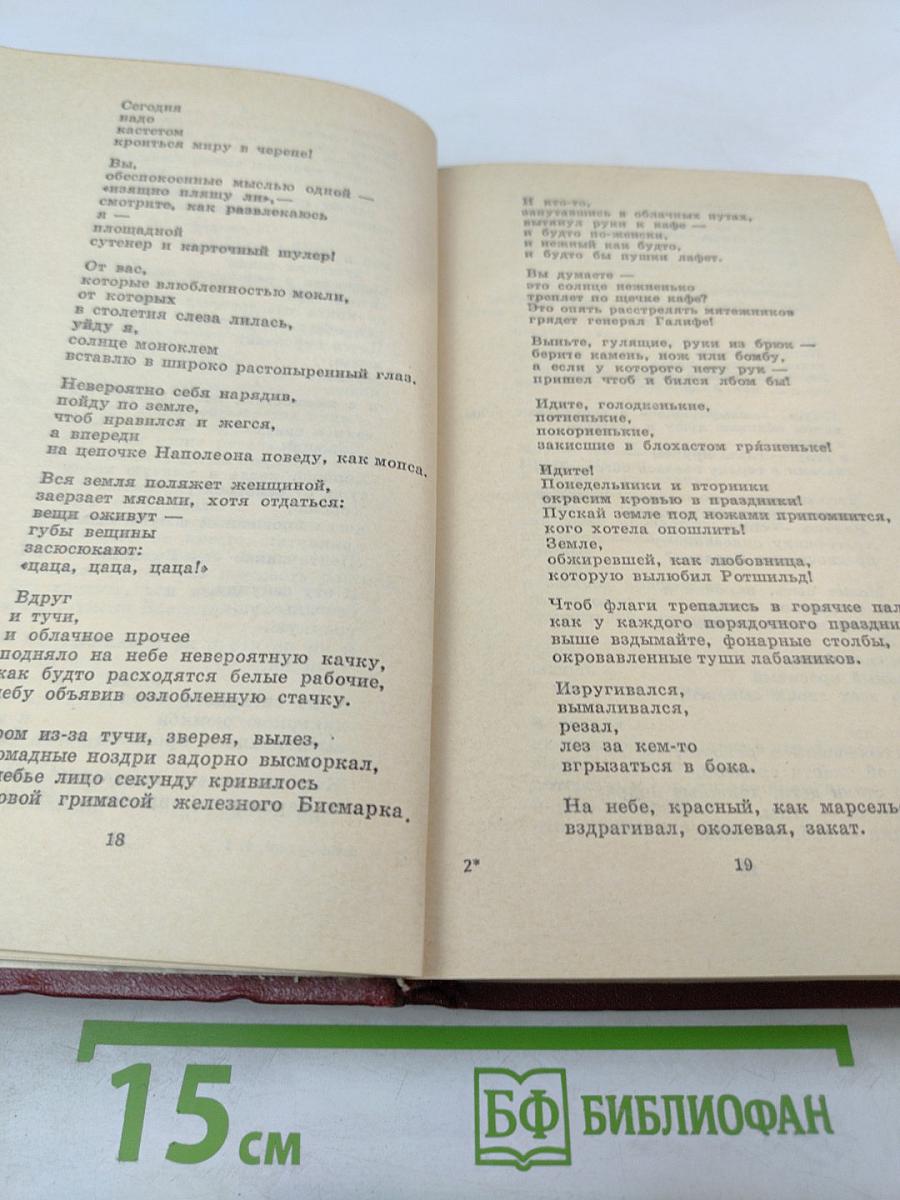 Сегодня
надо
кастетом
кроиться миру в черепе!
Вы,
обеспокоенные мыслью одной —
«изящно пляшу ли»,—
смотрите, как развлекаюсь
я —
площадной
сутенер и карточный шулер!
От вас,
которые влюбленностью мокли,
от которых
в столетия слеза лилась,
уйду я,
солнце моноклем
вставлю в широко растопыренный глаз.
Невероятно себя нарядив,
пойду по земле,
чтоб нравился и жегся,
а впереди
на цепочке Наполеона поведу, как мопса.
Вся земля поляжет женщиной,
заерзает мясами, хотя отдаться:
вещи оживут —
губы вещины
засюсюкают:
«цаца, цаца, цаца!»
Вдруг
и тучи,
и облачное прочее
подняло на небе невероятную качку,
как будто расходятся белые рабочие,
небу объявив озлобленную стачку.
ром из-за тучи, зверея, вылез,
омадные ноздри задорно высморкал,
небье лицо секунду кривилось
овой гримасой железного Бисмарка.
18
И кто-то,
запутавшись в облачных путах,
вытянул руки к кафе —
и будто по-женски,
и нежный как будто,
и будто бы пушки лафет.
Вы думаете —
это солнце нежненько
треплет по щечке кафе?
Это опять расстрелять мятежников
грядет генерал Галифе!
Выньте, гулящие, руки из брюк —
берите камень, нож или бомбу,
а если у которого нету рук —
пришел чтоб и бился лбом бы!
Идите, голодненькие,
потненькие,
покорненькие,
закисшие в блохастом грязненьке!
Идите!
Понедельники и вторники
окрасим кровью в праздники!
Пускай земле под ножами припомнится,
кого хотела опошлить!
Земле,
обжиревшей, как любовница,
которую вылюбил Ротшильд!
Чтоб флаги трепались в горячке пал
как у каждого порядочного праздни
выше вздымайте, фонарные столбы,
окровавленные туши лабазников.
Изругивался,
вымаливался,
резал,
лез за кем-то
вгрызаться в бока.
На небе, красный, как марсель
вздрагивал, околевая, закат.
2*
19
15 см
БФ БИБЛИОФАН